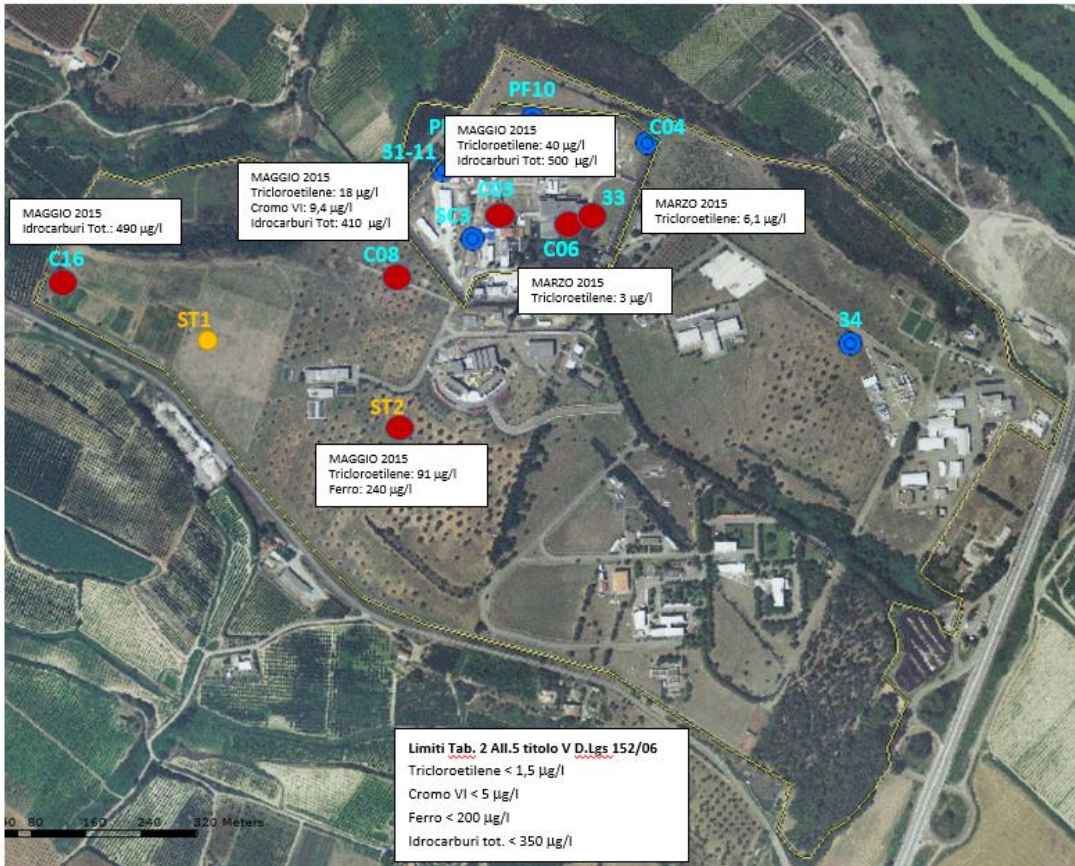 PF10
C04
MAGGIO 2015
Tricloroetilene: 40 µg/l
Idrocarburi Tot: 500 µg/l
31-11
MAGGIO 2015
Tricloroetilene: 18 µg/l
Cromo VI: 9,4 µg/l
Idrocarburi Tot: 410 µg/l
C03
33
MARZO 2015
Tricloroetilene: 6,1 µg/l
MAGGIO 2015
Idrocarburi Tot.: 490 µg/l
SC3
C06
C16
C08
MARZO 2015
Tricloroetilene: 3 µg/l
ST1
34
ST2
MAGGIO 2015
Tricloroetilene: 91 µg/l
Ferro: 240 µg/l
Limiti Tab. 2 All.5 titolo V D.Lgs 152/06
Tricloroetilene < 1,5 µg/l
Cromo VI < 5 µg/l
Ferro < 200 µg/l
Idrocarburi tot. < 350 µg/l
80 160 240 320 Meters